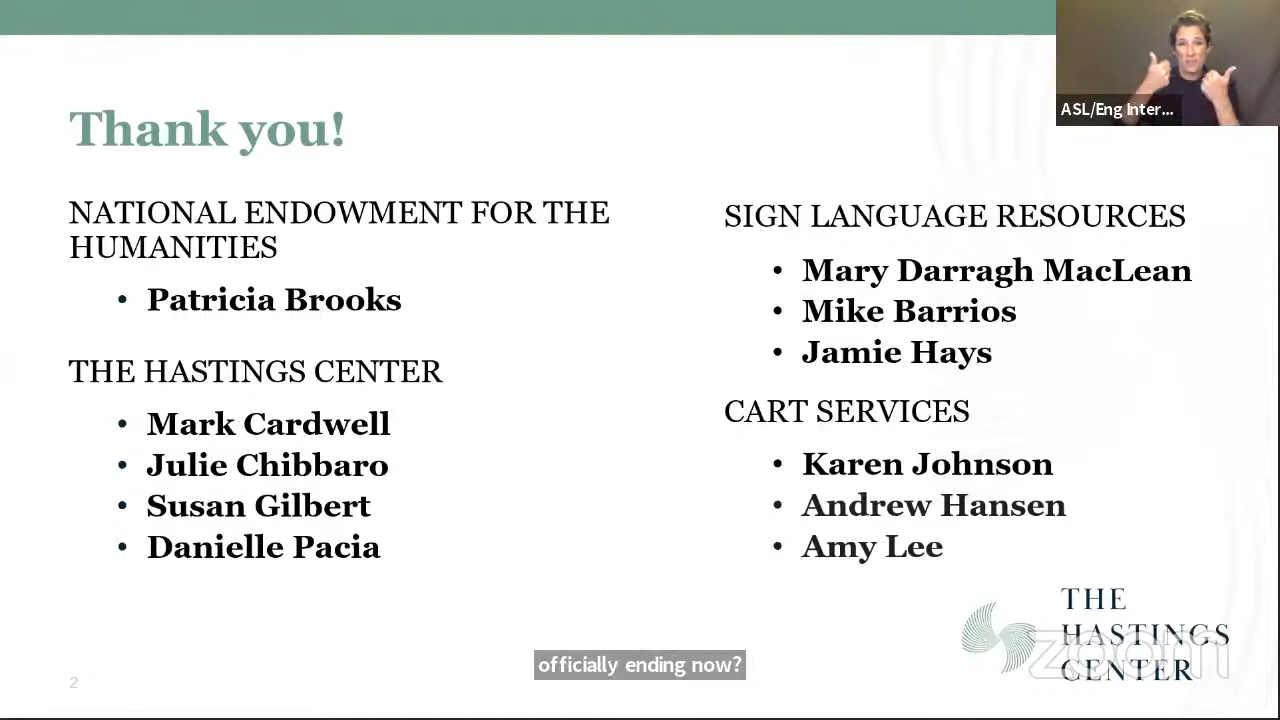 ASL/Eng Inter...
Thank you!
NATIONAL ENDOWMENT FOR THE
HUMANITIES
• Patricia Brooks
THE HASTINGS CENTER
• Mark Cardwell
• Julie Chibbaro
• Susan Gilbert
• Danielle Pacia
SIGN LANGUAGE RESOURCES
• Mary Darragh MacLean
• Mike Barrios
• Jamie Hays
CART SERVICES
• Karen Johnson
• Andrew Hansen
• Amy Lee
THE
HASTINGS
CENTER
zoom
officially ending now?
2